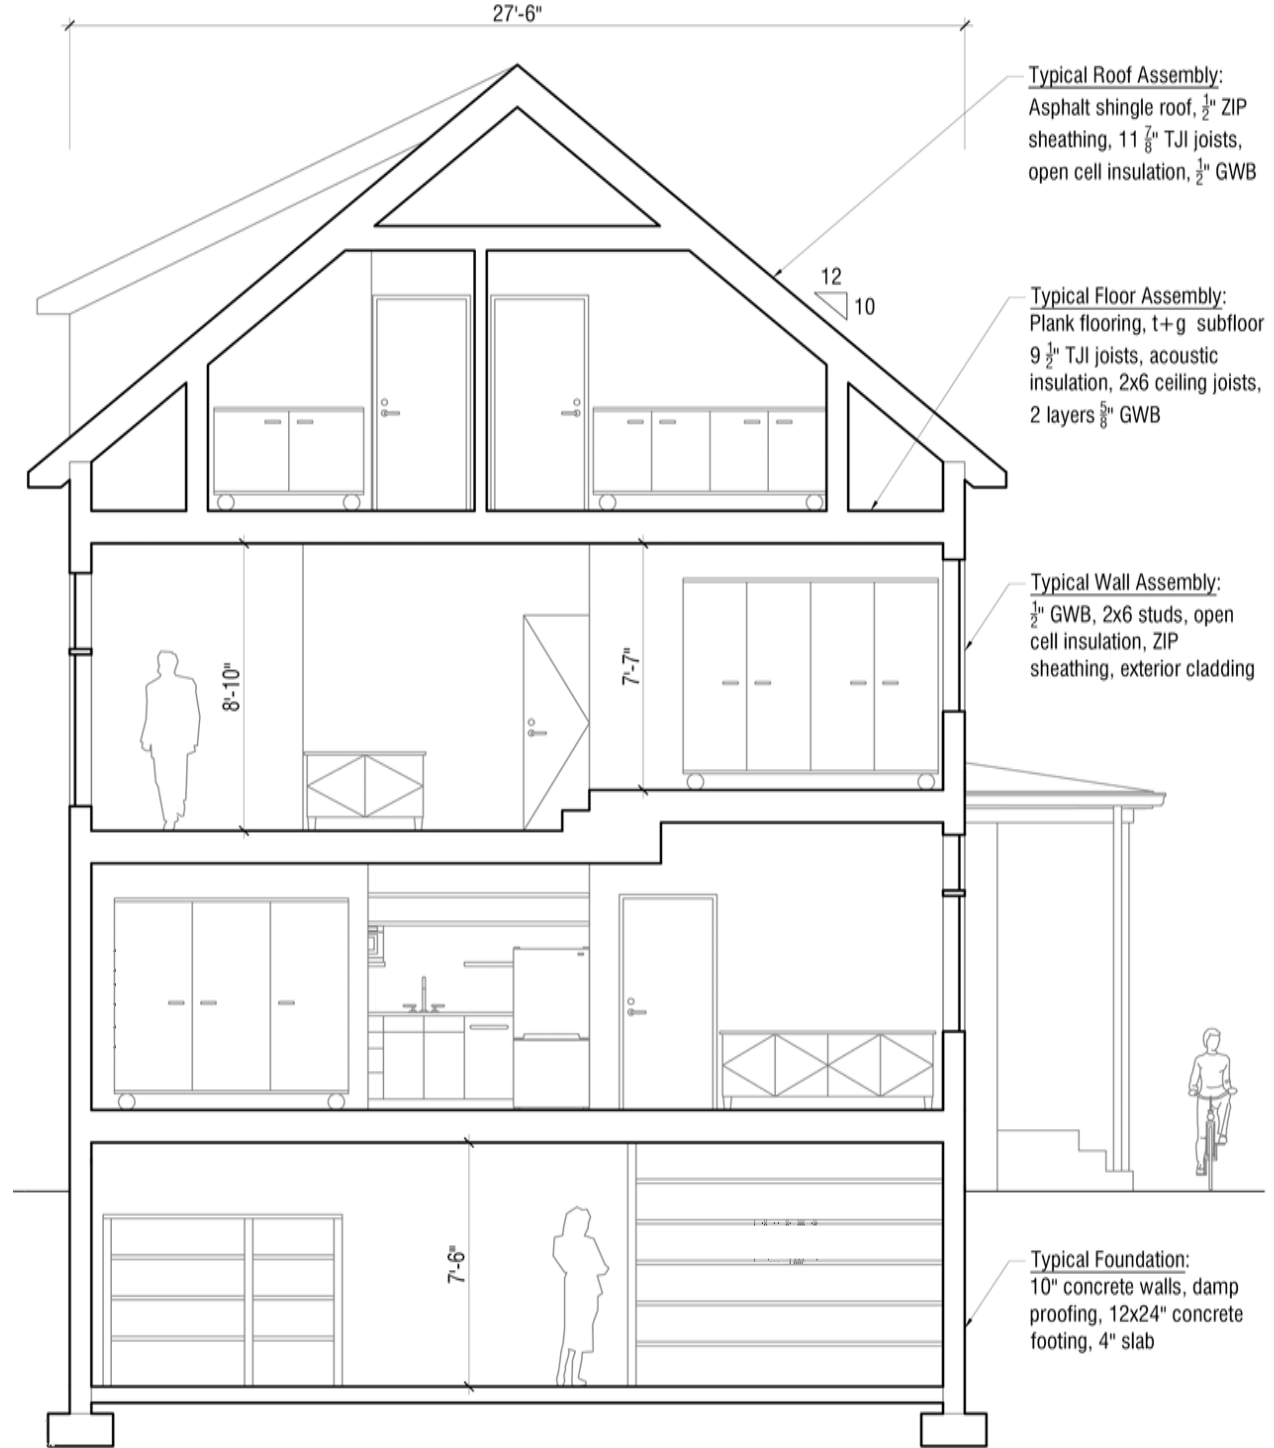 27'-6"
Typical Roof Assembly:
Asphalt shingle roof, 1/2" ZIP
sheathing, 11 7/8" TJI joists,
open cell insulation, 1/2" GWB
12
10
Typical Floor Assembly:
Plank flooring, t+g subfloor
9 1/2" TJI joists, acoustic
insulation, 2x6 ceiling joists,
2 layers 5/8" GWB
Typical Wall Assembly:
1/2" GWB, 2x6 studs, open
cell insulation, ZIP
sheathing, exterior cladding
8'-10"
7'-7"
7'-6"
Typical Foundation:
10" concrete walls, damp
proofing, 12x24" concrete
footing, 4" slab